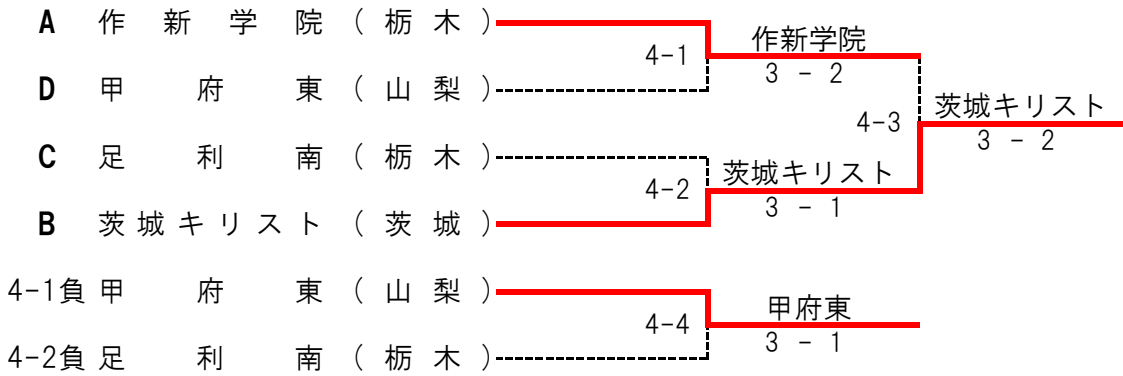 A 作新学院(栃木)
4-1 作新学院
3 - 2
D 甲府東(山梨)
4-3 茨城キリスト
3 - 2
C 足利南(栃木)
4-2 茨城キリスト
3 - 1
B 茨城キリスト(茨城)
4-1負 甲府東(山梨)
4-4 甲府東
3 - 1
4-2負 足利南(栃木)